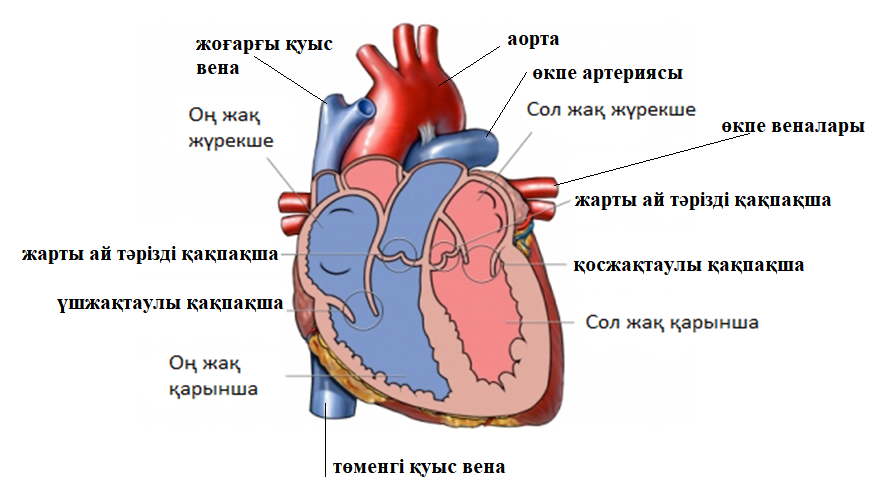 жоғарғы қуыс
вена
аорта
өкпе артериясы
Оң жақ
жүрекше
Сол жақ жүрекше
өкпе веналары
жарты ай тәрізді қақпақша
жарты ай тәрізді қақпақша
қосжақтаулы қақпақша
үшжақтаулы қақпақша
Сол жақ қарынша
Оң жақ
қарынша
төменгі қуыс вена